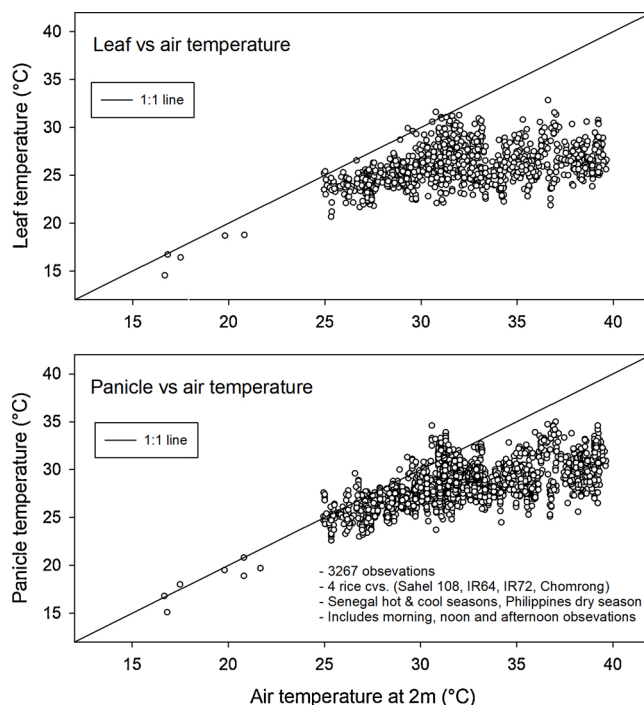 Leaf vs air temperature
1:1 line
Leaf temperature (°C)
40
35
30
25
20
15
15 20 25 30 35 40
Panicle vs air temperature
1:1 line
Panicle temperature (°C)
40
35
30
25
20
15
- 3267 obsevations
- 4 rice cvs. (Sahel 108, IR64, IR72, Chomrong)
- Senegal hot & cool seasons, Philippines dry season
- Includes morning, noon and afternoon obsevations
15 20 25 30 35 40
Air temperature at 2m (°C)